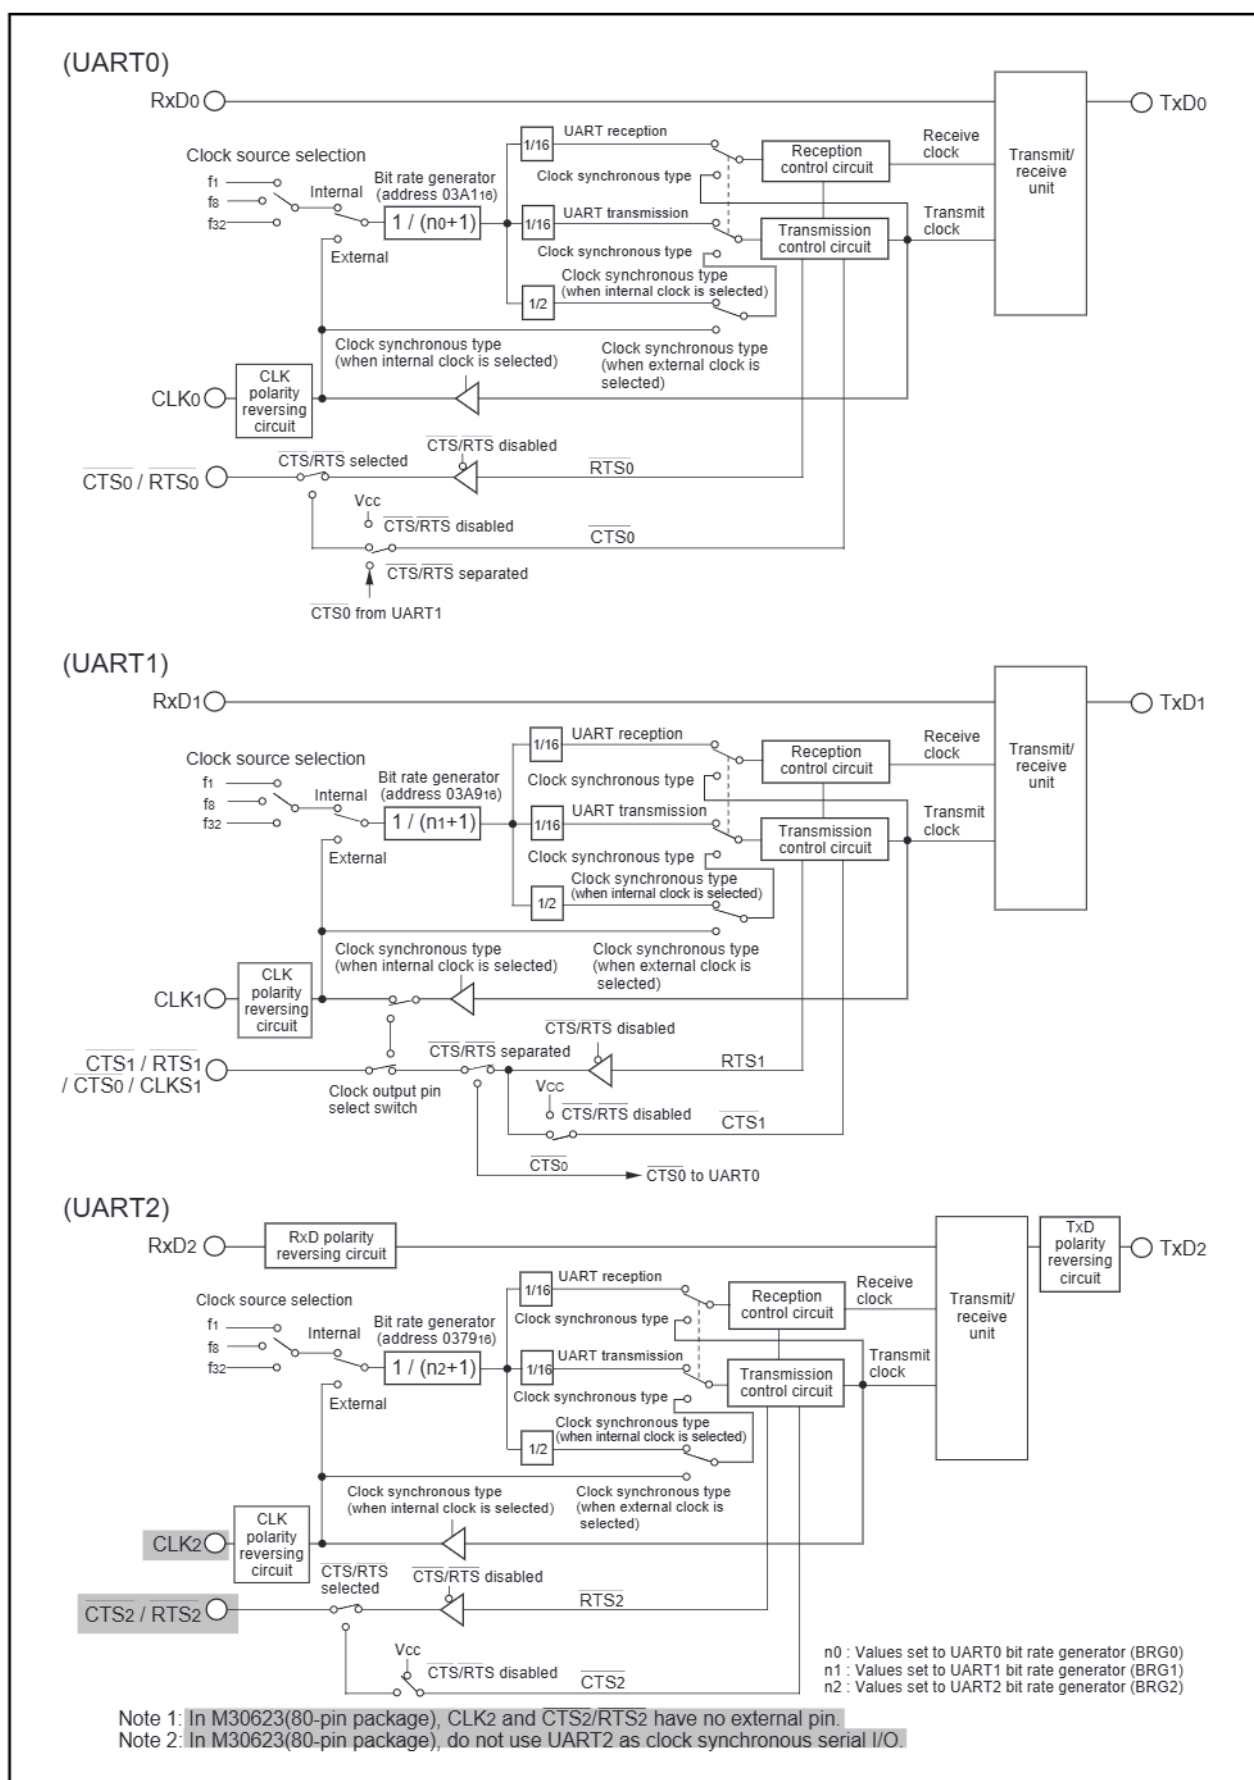 (UART0)
RxD0
TxD0
Clock source selection
f1
f8
f32
Internal
External
Bit rate generator
(address 03A116)
1 / (n0+1)
1/16
UART reception
Clock synchronous type
1/16
UART transmission
Clock synchronous type
Clock synchronous type
(when internal clock is selected)
1/2
Reception
control circuit
Transmission
control circuit
Receive
clock
Transmit
clock
Transmit/
receive
unit
Clock synchronous type
(when internal clock is selected)
Clock synchronous type
(when external clock is
selected)
CLK0
CLK
polarity
reversing
circuit
CTS0 / RTS0
CTS/RTS selected
CTS/RTS disabled
RTS0
Vcc
CTS/RTS disabled
CTS0
CTS/RTS separated
CTS0 from UART1
(UART1)
RxD1
TxD1
Clock source selection
f1
f8
f32
Internal
External
Bit rate generator
(address 03A916)
1 / (n1+1)
1/16
UART reception
Clock synchronous type
1/16
UART transmission
Clock synchronous type
Clock synchronous type
(when internal clock is selected)
1/2
Reception
control circuit
Transmission
control circuit
Receive
clock
Transmit
clock
Transmit/
receive
unit
Clock synchronous type
(when internal clock is selected)
Clock synchronous type
(when external clock is
selected)
CLK1
CLK
polarity
reversing
circuit
CTS1 / RTS1
/ CTS0 / CLKS1
Clock output pin
select switch
CTS/RTS separated
CTS/RTS disabled
RTS1
VCC
CTS/RTS disabled
CTS1
CTS0
CTS0 to UART0
(UART2)
RxD2
RxD polarity
reversing circuit
TxD
polarity
reversing
circuit
TxD2
Clock source selection
f1
f8
f32
Internal
External
Bit rate generator
(address 037916)
1 / (n2+1)
1/16
UART reception
Clock synchronous type
1/16
UART transmission
Clock synchronous type
Clock synchronous type
(when internal clock is selected)
1/2
Reception
control circuit
Transmission
control circuit
Receive
clock
Transmit
clock
Transmit/
receive
unit
Clock synchronous type
(when internal clock is selected)
Clock synchronous type
(when external clock is
selected)
CLK2
CLK
polarity
reversing
circuit
CTS2 / RTS2
CTS/RTS
selected
CTS/RTS disabled
RTS2
Vcc
CTS/RTS disabled
CTS2
n0 : Values set to UART0 bit rate generator (BRG0)
n1 : Values set to UART1 bit rate generator (BRG1)
n2 : Values set to UART2 bit rate generator (BRG2)
Note 1: In M30623(80-pin package), CLK2 and CTS2/RTS2 have no external pin.
Note 2: In M30623(80-pin package), do not use UART2 as clock synchronous serial I/O.